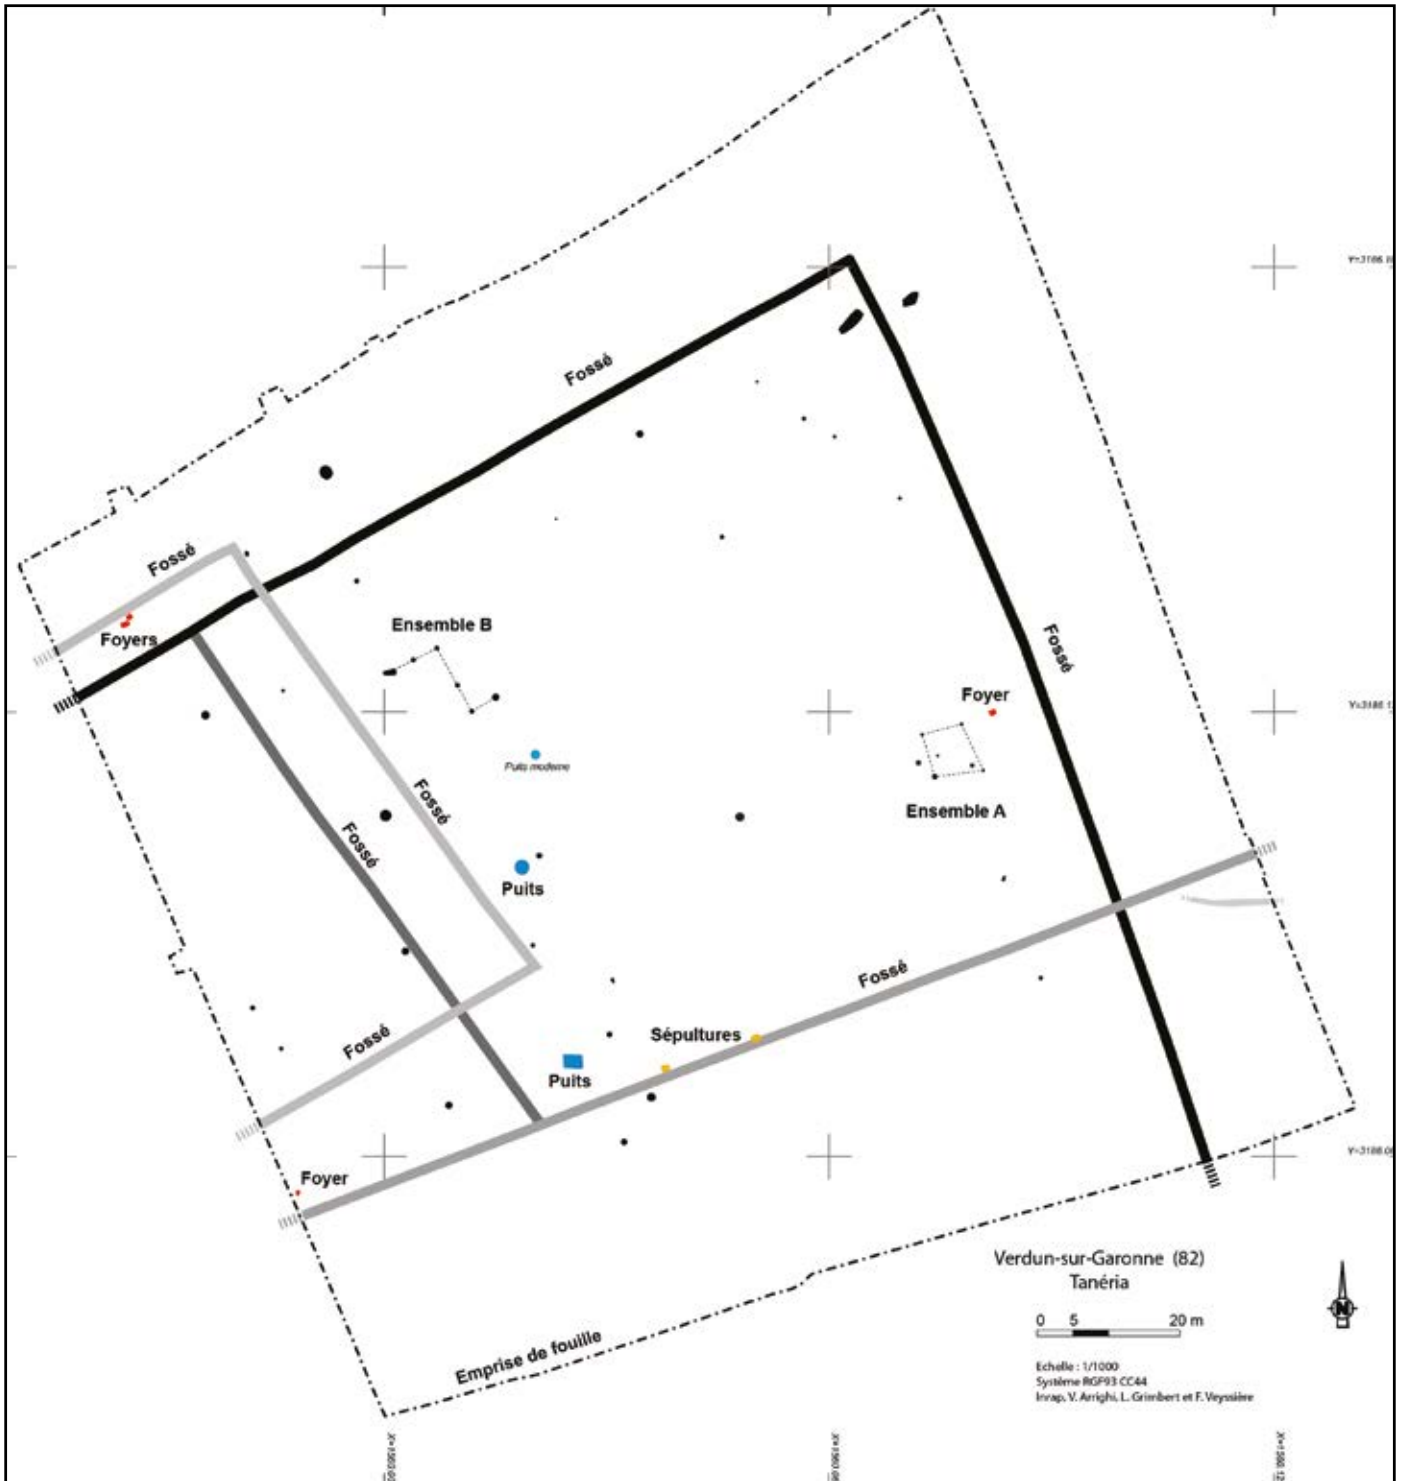 Fossé
Fossé
Foyers
Ensemble B
Fossé
Foyer
Puits moderne
Fossé
Ensemble A
Fossé
Puits
Fossé
Sépultures
Fossé
Puits
Foyer
Emprise de fouille
Verdun-sur-Garonne (82)
Tanéria
0 5 20 m
Echelle : 1/1000
Système RGF93 CC44
Inrap, V. Arrighi, L. Grimbert et F. Veyssière
N